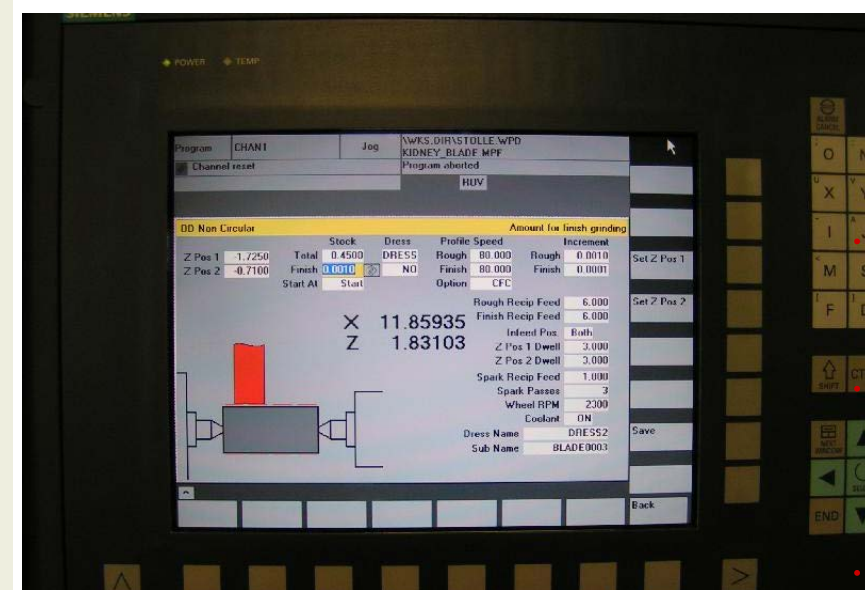 SIEMENS
POWER TEMP
Program CHAN1 Jog \WKS.DIR\STOLLE.WPD
KIDNEY_BLADE MPF
Channel reset Program aborted
ROV
OD Non Circular Amount for finish grinding
Stock Dress Profile Speed Increment
Z Pos 1 -1.7250 Total 0.4500 DRESS Rough 80.000 Rough 0.0010 Set Z Pos 1
Z Pos 2 -0.7100 Finish 0.0010 NO Finish 80.000 Finish 0.0001 Set Z Pos 2
Start At Start Option CFC
Rough Recip Feed 6.000
X 11.85935 Finish Recip Feed 6.000
Infeed Pos. Both
Z 1.83103 Z Pos 1 Dwell 3.000
Z Pos 2 Dwell 3.000
Spark Recip Feed 1.000
Spark Passes 3
Wheel RPM 2300
Coolant ON
Dress Name DRESS2 Save
Sub Name BLADE0003
Back
ALARM
CANCEL
O N
U X V
I
M
F
SHIFT
NEXT
WINDOW
END